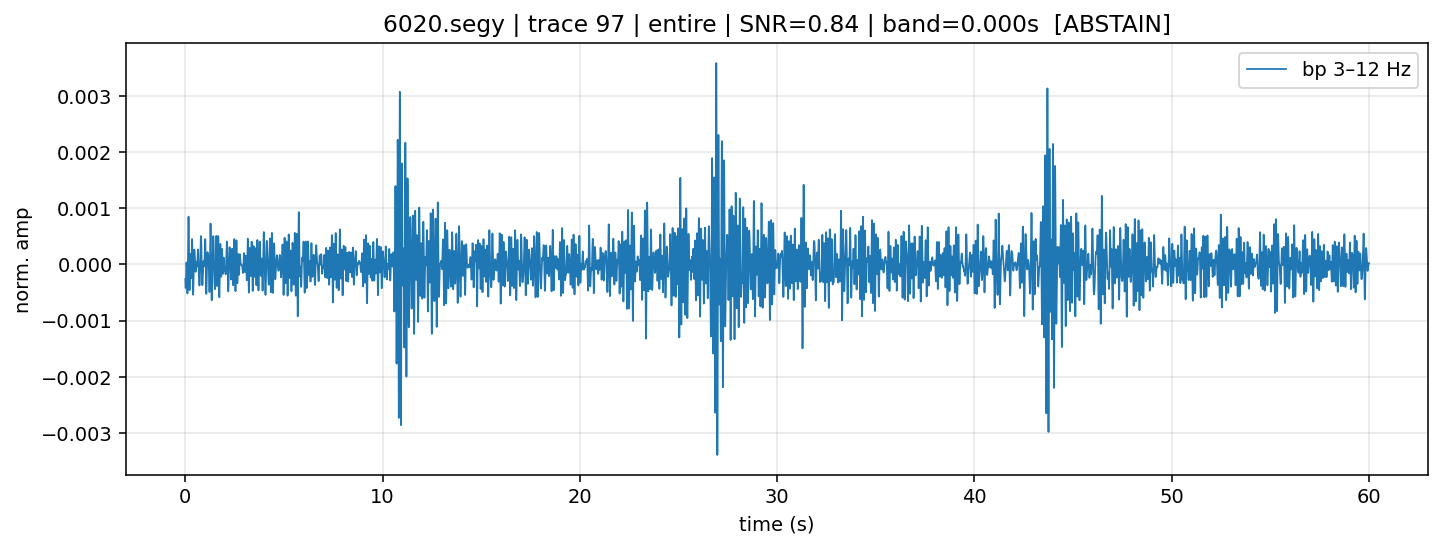 6020.segy | trace 97 | entire | SNR=0.84 | band=0.000s  [ABSTAIN]
bp 3–12 Hz
0.003
0.002
0.001
0.000
−0.001
−0.002
−0.003
norm. amp
0 10 20 30 40 50 60
time (s)